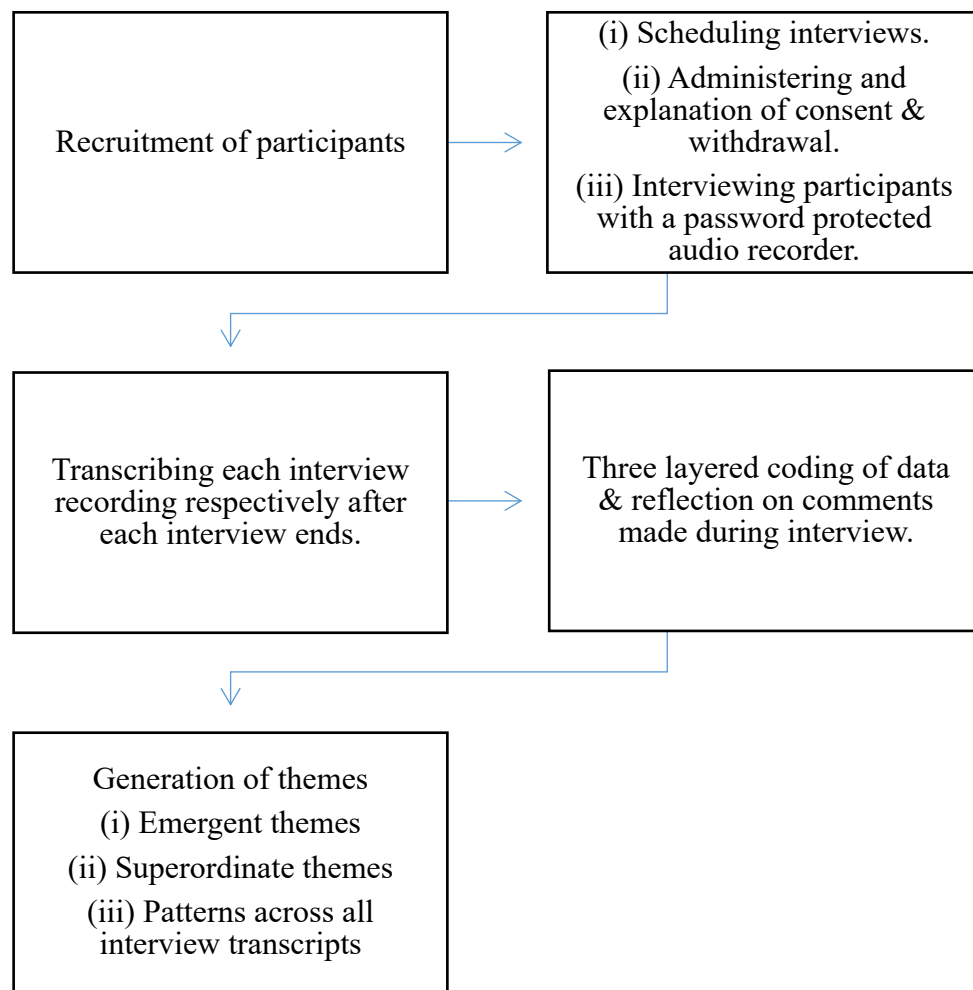 Recruitment of participants
(i) Scheduling interviews.
(ii) Administering and
explanation of consent &
withdrawal.
(iii) Interviewing participants
with a password protected
audio recorder.
Transcribing each interview
recording respectively after
each interview ends.
Three layered coding of data
& reflection on comments
made during interview.
Generation of themes
(i) Emergent themes
(ii) Superordinate themes
(iii) Patterns across all
interview transcripts